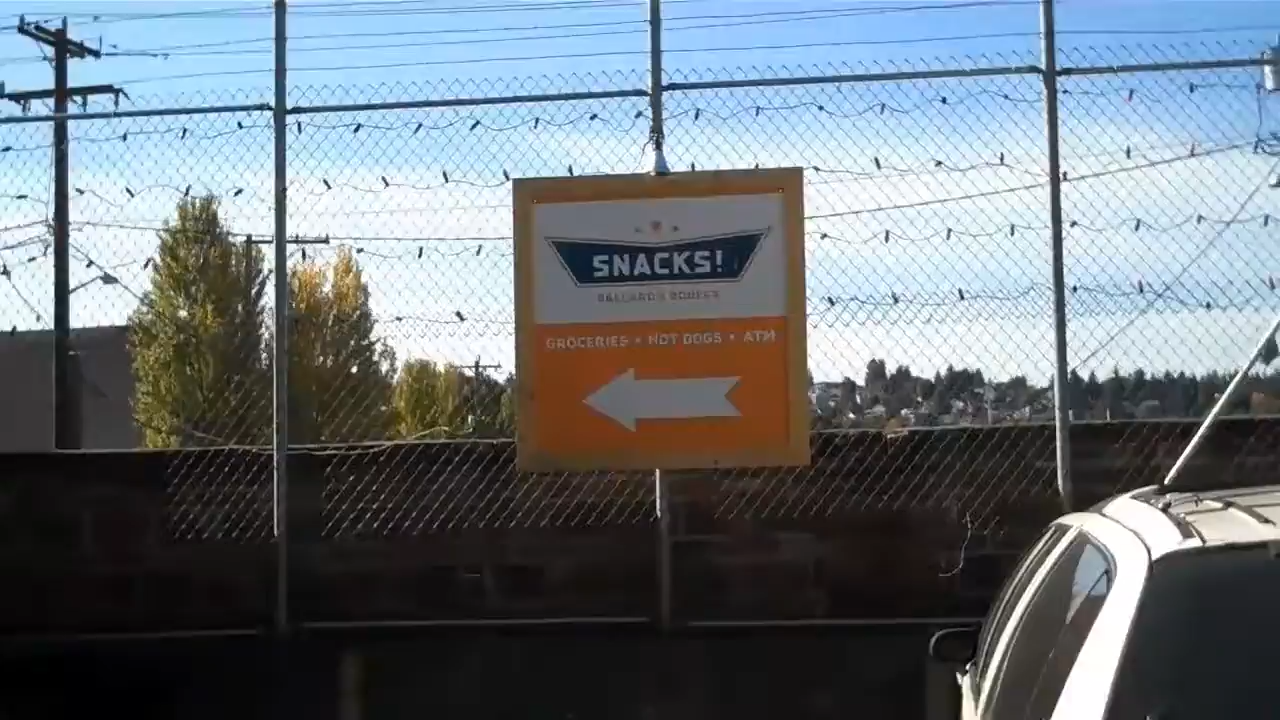 SNACKS!
GROCERIES • HOT DOGS • ATM